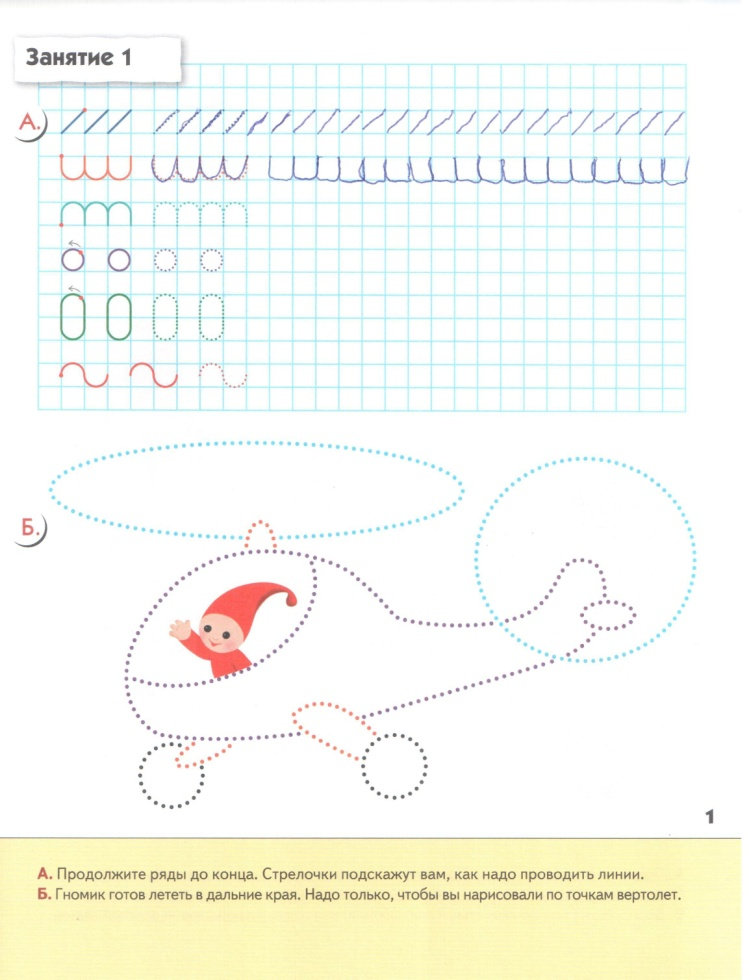 Занятие 1
А.
Б.
1
А. Продолжите ряды до конца. Стрелочки подскажут вам, как надо проводить линии.
Б. Гномик готов лететь в дальние края. Надо только, чтобы вы нарисовали по точкам вертолет.